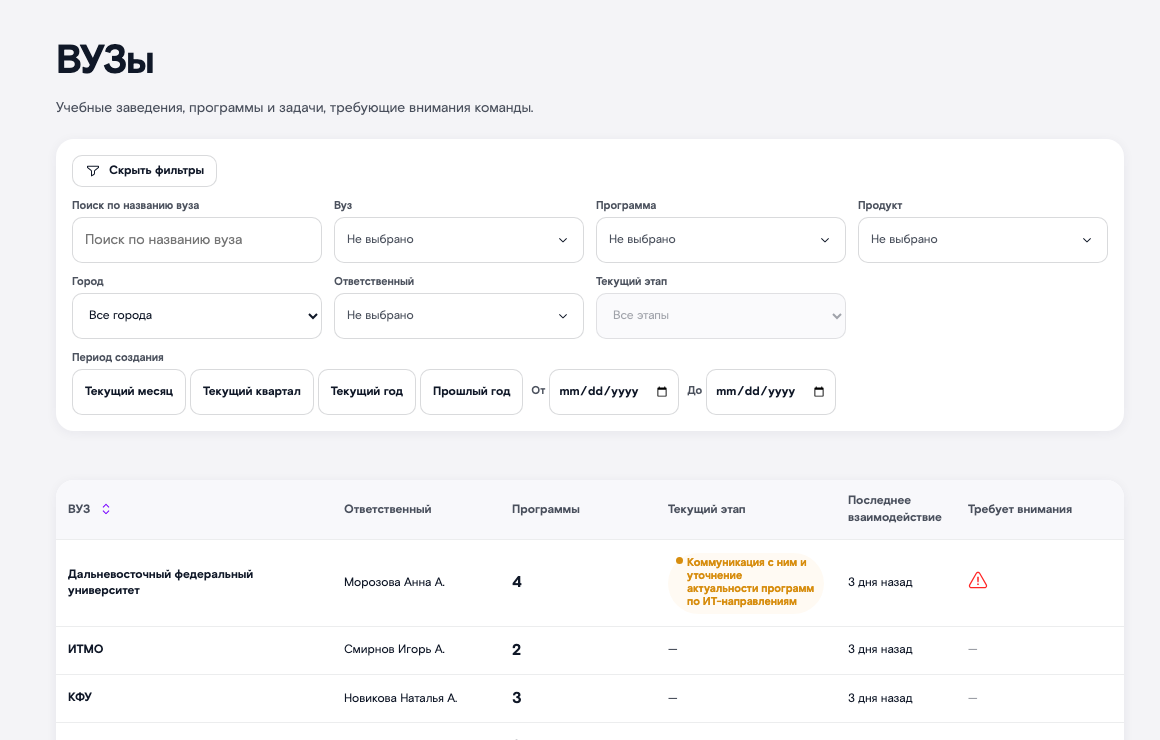 ВУЗы
Учебные заведения, программы и задачи, требующие внимания команды.
Скрыть фильтры
Поиск по названию вуза
Вуз
Программа
Продукт
Поиск по названию вуза
Не выбрано
Не выбрано
Не выбрано
Город
Ответственный
Текущий этап
Все города
Не выбрано
Все этапы
Период создания
Текущий месяц
Текущий квартал
Текущий год
Прошлый год
От
mm/dd/yyyy
До
mm/dd/yyyy
ВУЗ
Ответственный
Программы
Текущий этап
Последнее
взаимодействие
Требует внимания
Дальневосточный федеральный
университет
Морозова Анна А.
4
Коммуникация с ним и
уточнение
актуальности программ
по ИТ-направлениям
3 дня назад
ИТМО
Смирнов Игорь А.
2
—
3 дня назад
—
КФУ
Новикова Наталья А.
3
—
3 дня назад
—